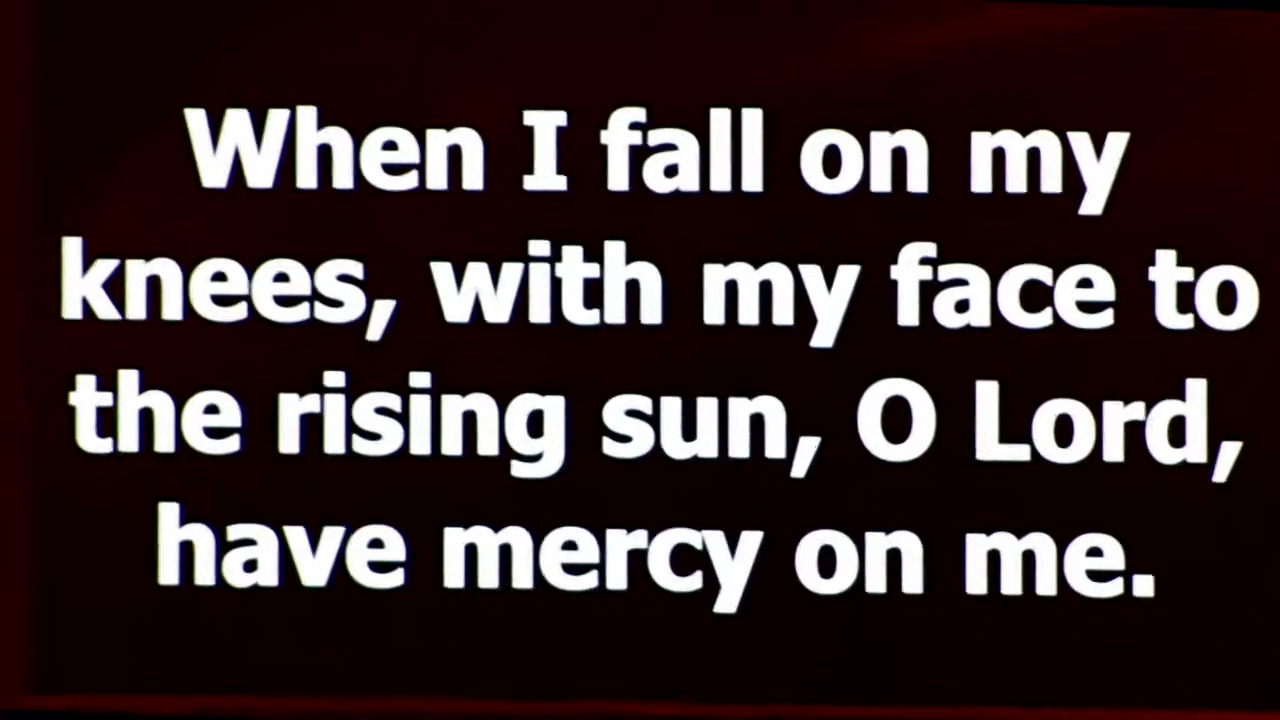 When I fall on my
knees, with my face to
the rising sun, O Lord,
have mercy on me.